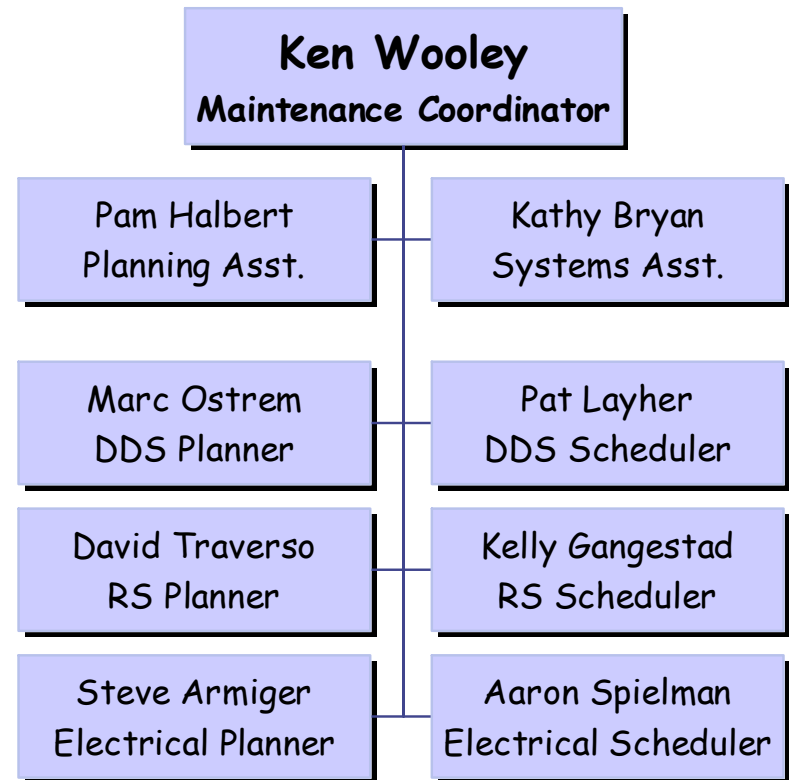 Ken Wooley
Maintenance Coordinator
Pam Halbert
Planning Asst.
Kathy Bryan
Systems Asst.
Marc Ostrem
DDS Planner
Pat Layher
DDS Scheduler
David Traverso
RS Planner
Kelly Gangestad
RS Scheduler
Steve Armiger
Electrical Planner
Aaron Spielman
Electrical Scheduler